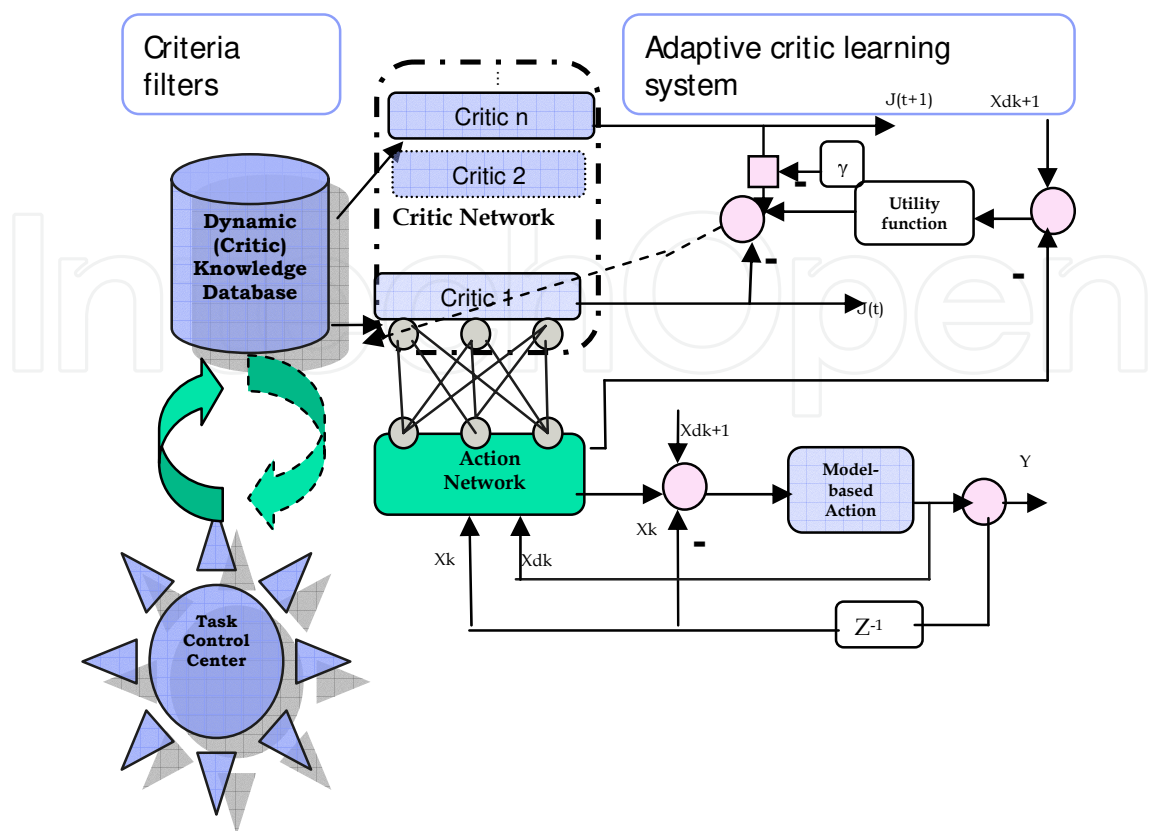 Criteria
filters
Adaptive critic learning
system
J(t+1)
Xdk+1
Critic n
Critic 2
Critic Network
γ
Utility
function
Dynamic
(Critic)
Knowledge
Database
Critic 1
J(t)
InTechOpen
Xdk+1
Action
Network
Model-
based
Action
Y
Xk
Xdk
Xk
Z-1
Task
Control
Center